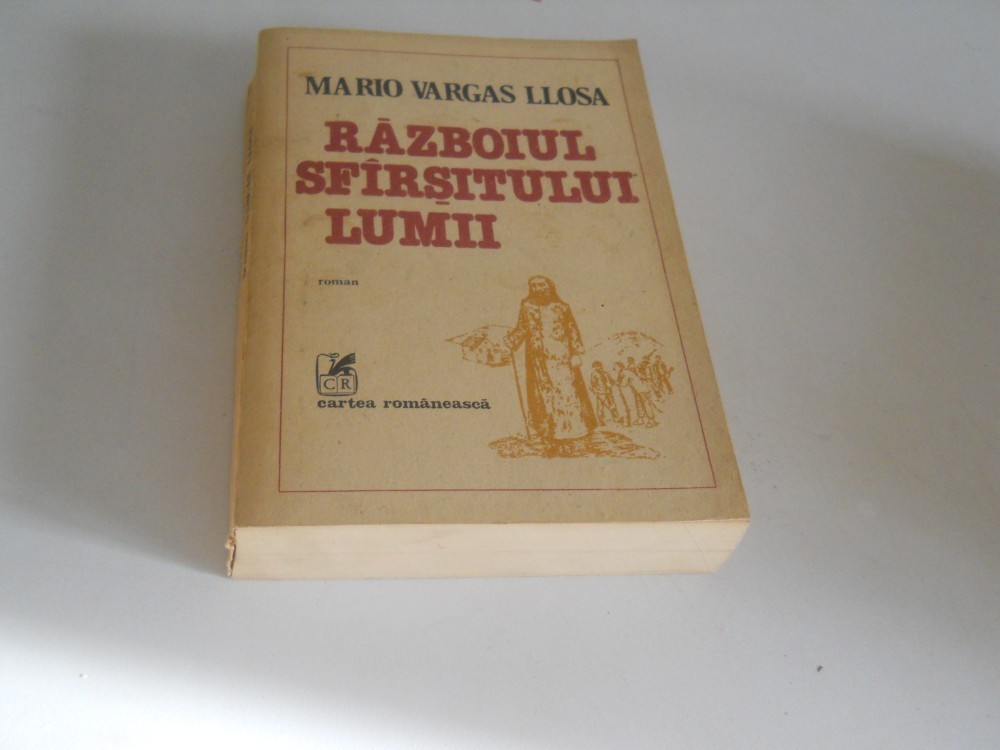 MARIO VARGAS LLOSA
RĂZBOIUL
SFÎRȘITULUI
LUMII
roman
CR
cartea românească